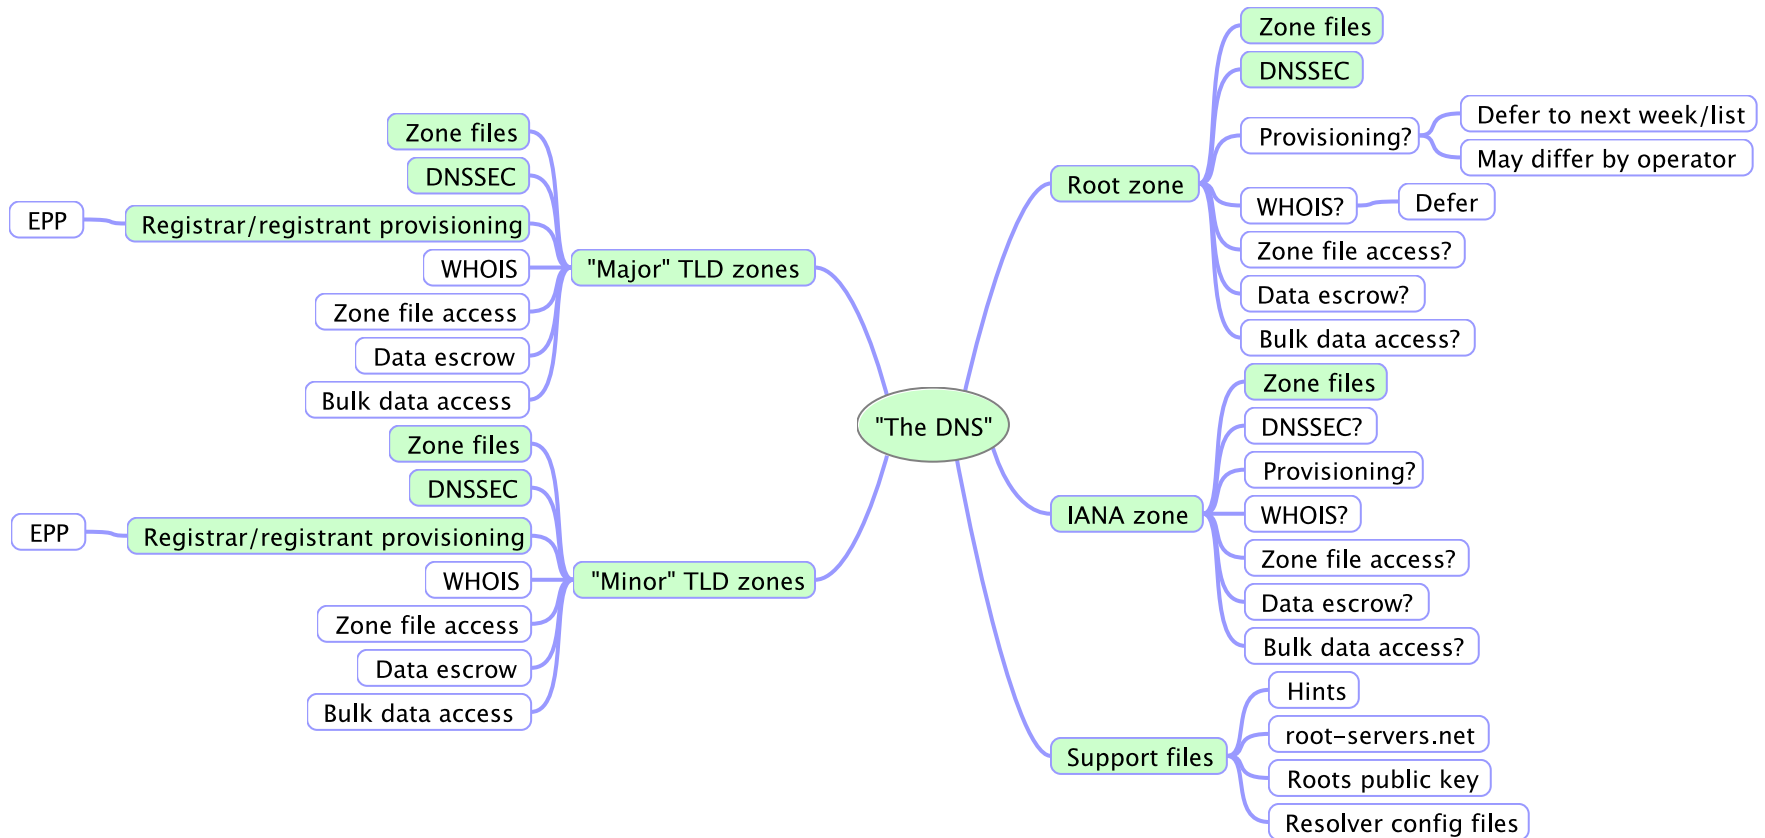 "The DNS"
Root zone
Zone files
DNSSEC
Provisioning?
Defer to next week/list
May differ by operator
WHOIS?
Defer
Zone file access?
Data escrow?
Bulk data access?
IANA zone
Zone files
DNSSEC?
Provisioning?
WHOIS?
Zone file access?
Data escrow?
Bulk data access?
Support files
Hints
root-servers.net
Roots public key
Resolver config files
"Major" TLD zones
Zone files
DNSSEC
Registrar/registrant provisioning
EPP
WHOIS
Zone file access
Data escrow
Bulk data access
"Minor" TLD zones
Zone files
DNSSEC
Registrar/registrant provisioning
EPP
WHOIS
Zone file access
Data escrow
Bulk data access